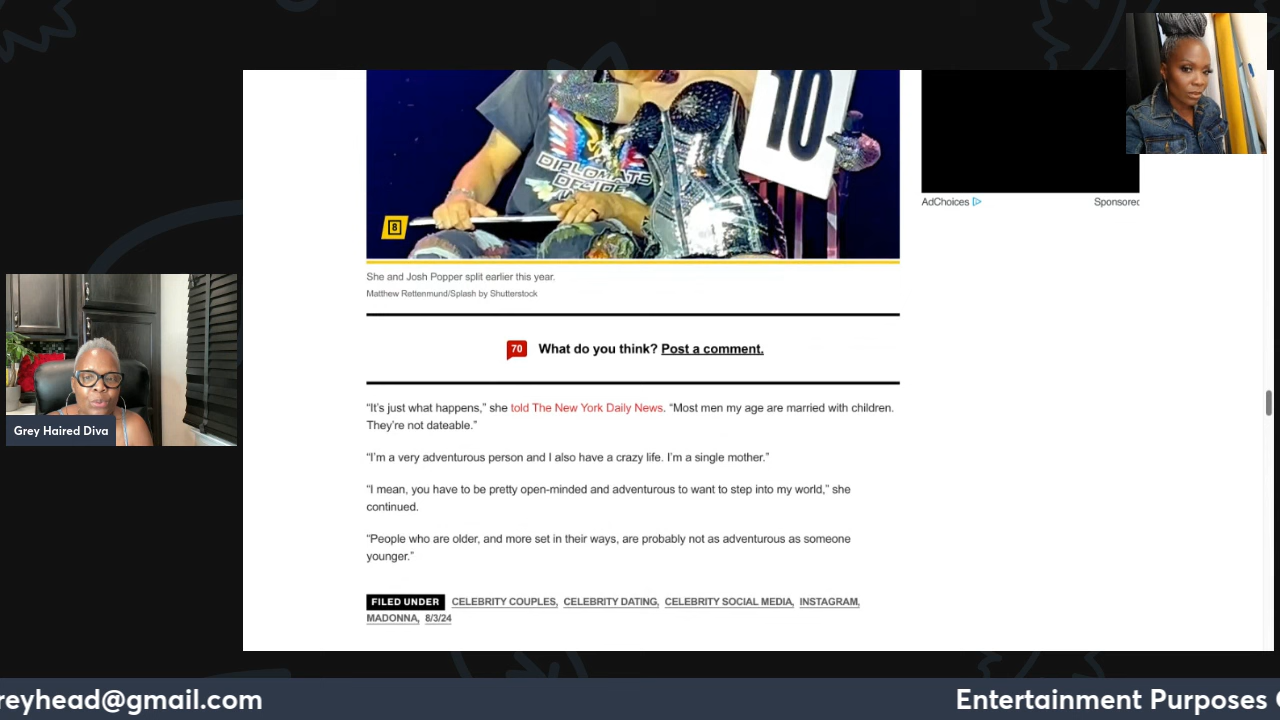 10
DIPLOMATS
DECIDE
8
AdChoices
Sponsored
She and Josh Popper split earlier this year.
Matthew Rettenmund/Splash by Shutterstock
70 What do you think? Post a comment.
“It’s just what happens,” she told The New York Daily News. “Most men my age are married with children.
They’re not dateable.”
“I’m a very adventurous person and I also have a crazy life. I’m a single mother.”
“I mean, you have to be pretty open-minded and adventurous to want to step into my world,” she
continued.
“People who are older, and more set in their ways, are probably not as adventurous as someone
younger.”
FILED UNDER CELEBRITY COUPLES, CELEBRITY DATING, CELEBRITY SOCIAL MEDIA, INSTAGRAM,
MADONNA, 8/3/24
Grey Haired Diva
reyhead@gmail.com
Entertainment Purposes